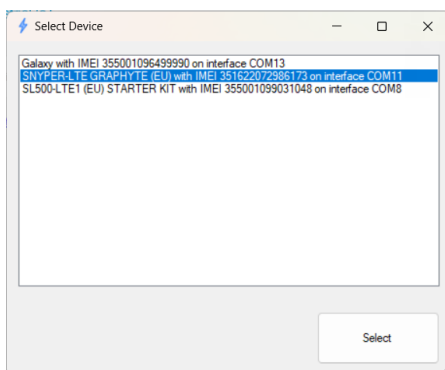 Select Device
Galaxy with IMEI 355001096499990 on interface COM13
SNYPER-LTE GRAPHYTE (EU) with IMEI 351622072986173 on interface COM11
SL500-LTE1 (EU) STARTER KIT with IMEI 355001099031048 on interface COM8
Select